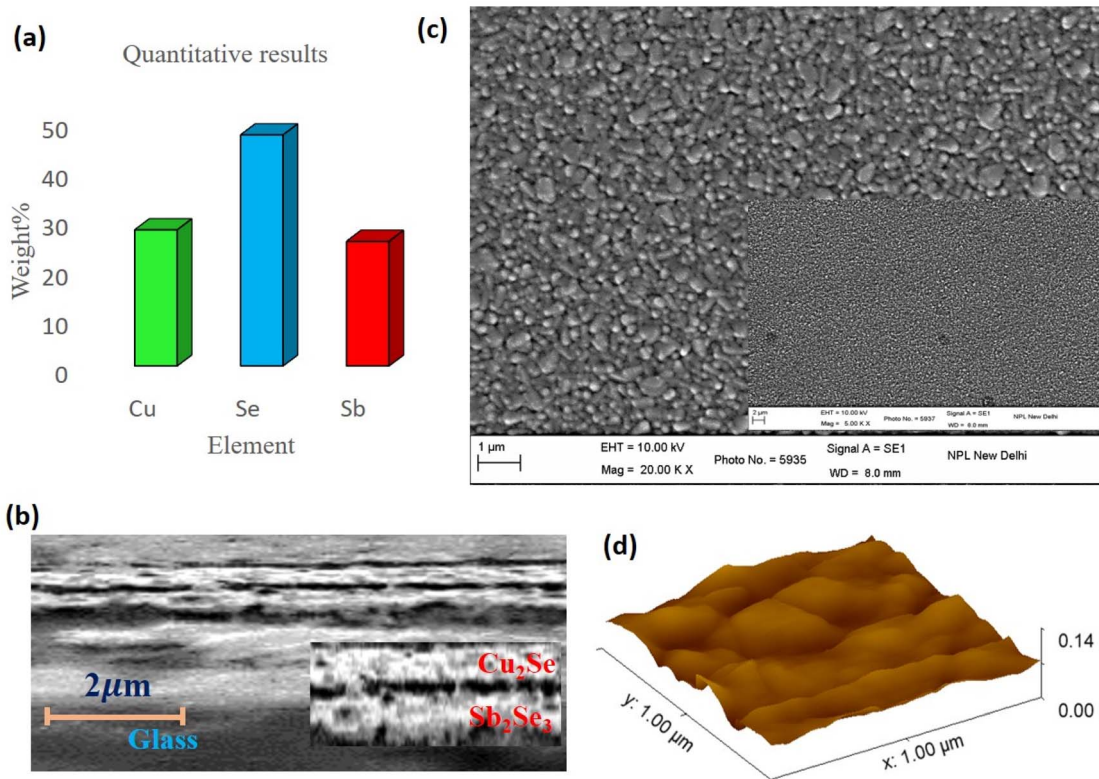 (a)
Quantitative results
50
40
30
20
10
0
Weight%
Cu Se Sb
Element
(b)
2μm
Glass
Cu₂Se
Sb₂Se₃
(c)
2 μm
EHT = 10.00 kV
Mag = 5.00 K X
Photo No. = 5937
Signal A = SE1
WD = 8.0 mm
NPL New Delhi
1 μm
EHT = 10.00 kV
Mag = 20.00 K X
Photo No. = 5935
Signal A = SE1
WD = 8.0 mm
NPL New Delhi
(d)
0.14
0.00
y: 1.00 μm
x: 1.00 μm